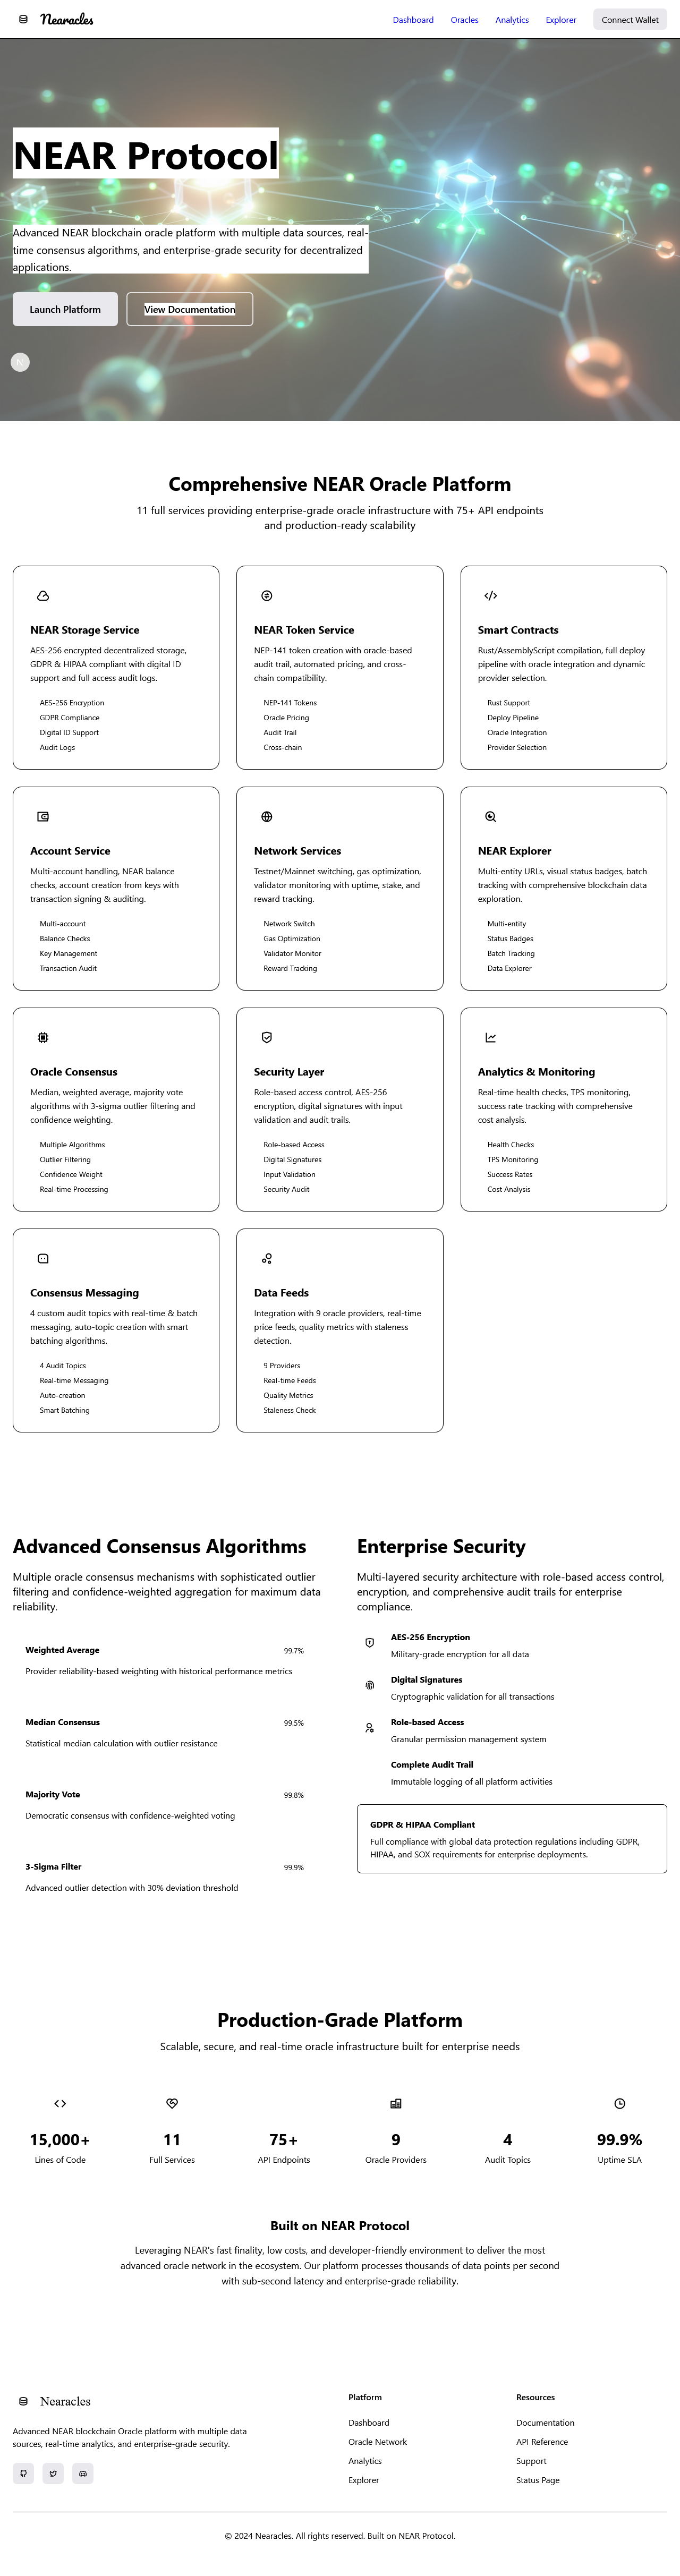 Nearacles
Dashboard
Oracles
Analytics
Explorer
Connect Wallet
NEAR Protocol
Advanced NEAR blockchain oracle platform with multiple data sources, real-
time consensus algorithms, and enterprise-grade security for decentralized
applications.
Launch Platform
View Documentation
N
Comprehensive NEAR Oracle Platform
11 full services providing enterprise-grade oracle infrastructure with 75+ API endpoints
and production-ready scalability
NEAR Storage Service
AES-256 encrypted decentralized storage,
GDPR & HIPAA compliant with digital ID
support and full access audit logs.
AES-256 Encryption
GDPR Compliance
Digital ID Support
Audit Logs
NEAR Token Service
NEP-141 token creation with oracle-based
audit trail, automated pricing, and cross-
chain compatibility.
NEP-141 Tokens
Oracle Pricing
Audit Trail
Cross-chain
Smart Contracts
Rust/AssemblyScript compilation, full deploy
pipeline with oracle integration and dynamic
provider selection.
Rust Support
Deploy Pipeline
Oracle Integration
Provider Selection
Account Service
Multi-account handling, NEAR balance
checks, account creation from keys with
transaction signing & auditing.
Multi-account
Balance Checks
Key Management
Transaction Audit
Network Services
Testnet/Mainnet switching, gas optimization,
validator monitoring with uptime, stake, and
reward tracking.
Network Switch
Gas Optimization
Validator Monitor
Reward Tracking
NEAR Explorer
Multi-entity URLs, visual status badges, batch
tracking with comprehensive blockchain data
exploration.
Multi-entity
Status Badges
Batch Tracking
Data Explorer
Oracle Consensus
Median, weighted average, majority vote
algorithms with 3-sigma outlier filtering and
confidence weighting.
Multiple Algorithms
Outlier Filtering
Confidence Weight
Real-time Processing
Security Layer
Role-based access control, AES-256
encryption, digital signatures with input
validation and audit trails.
Role-based Access
Digital Signatures
Input Validation
Security Audit
Analytics & Monitoring
Real-time health checks, TPS monitoring,
success rate tracking with comprehensive
cost analysis.
Health Checks
TPS Monitoring
Success Rates
Cost Analysis
Consensus Messaging
4 custom audit topics with real-time & batch
messaging, auto-topic creation with smart
batching algorithms.
4 Audit Topics
Real-time Messaging
Auto-creation
Smart Batching
Data Feeds
Integration with 9 oracle providers, real-time
price feeds, quality metrics with staleness
detection.
9 Providers
Real-time Feeds
Quality Metrics
Staleness Check
Advanced Consensus Algorithms
Multiple oracle consensus mechanisms with sophisticated outlier
filtering and confidence-weighted aggregation for maximum data
reliability.
Weighted Average
99.7%
Provider reliability-based weighting with historical performance metrics
Median Consensus
99.5%
Statistical median calculation with outlier resistance
Majority Vote
99.8%
Democratic consensus with confidence-weighted voting
3-Sigma Filter
99.9%
Advanced outlier detection with 30% deviation threshold
Enterprise Security
Multi-layered security architecture with role-based access control,
encryption, and comprehensive audit trails for enterprise
compliance.
AES-256 Encryption
Military-grade encryption for all data
Digital Signatures
Cryptographic validation for all transactions
Role-based Access
Granular permission management system
Complete Audit Trail
Immutable logging of all platform activities
GDPR & HIPAA Compliant
Full compliance with global data protection regulations including GDPR,
HIPAA, and SOX requirements for enterprise deployments.
Production-Grade Platform
Scalable, secure, and real-time oracle infrastructure built for enterprise needs
15,000+
Lines of Code
11
Full Services
75+
API Endpoints
9
Oracle Providers
4
Audit Topics
99.9%
Uptime SLA
Built on NEAR Protocol
Leveraging NEAR's fast finality, low costs, and developer-friendly environment to deliver the most
advanced oracle network in the ecosystem. Our platform processes thousands of data points per second
with sub-second latency and enterprise-grade reliability.
Nearacles
Advanced NEAR blockchain Oracle platform with multiple data
sources, real-time analytics, and enterprise-grade security.
Platform
Dashboard
Oracle Network
Analytics
Explorer
Resources
Documentation
API Reference
Support
Status Page
© 2024 Nearacles. All rights reserved. Built on NEAR Protocol.